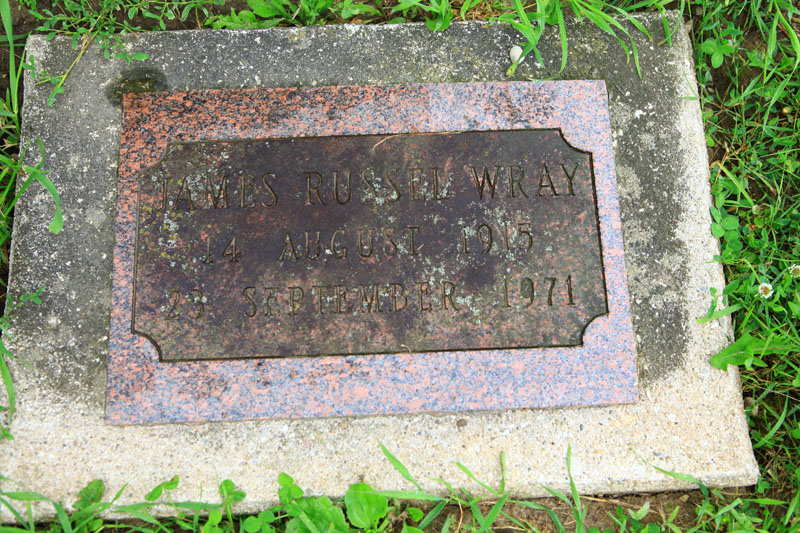 JAMES RUSSEL WRAY
14 AUGUST 1915
23 SEPTEMBER 1971